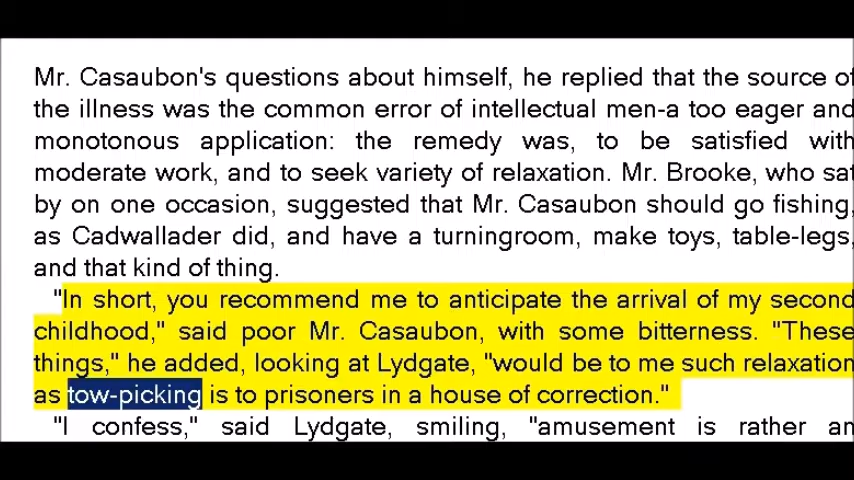 Mr. Casaubon's questions about himself, he replied that the source of
the illness was the common error of intellectual men-a too eager and
monotonous application: the remedy was, to be satisfied with
moderate work, and to seek variety of relaxation. Mr. Brooke, who sat
by on one occasion, suggested that Mr. Casaubon should go fishing,
as Cadwallader did, and have a turningroom, make toys, table-legs,
and that kind of thing.
"In short, you recommend me to anticipate the arrival of my second
childhood," said poor Mr. Casaubon, with some bitterness. "These
things," he added, looking at Lydgate, "would be to me such relaxation
as tow-picking is to prisoners in a house of correction."
"I confess," said Lydgate, smiling, "amusement is rather an